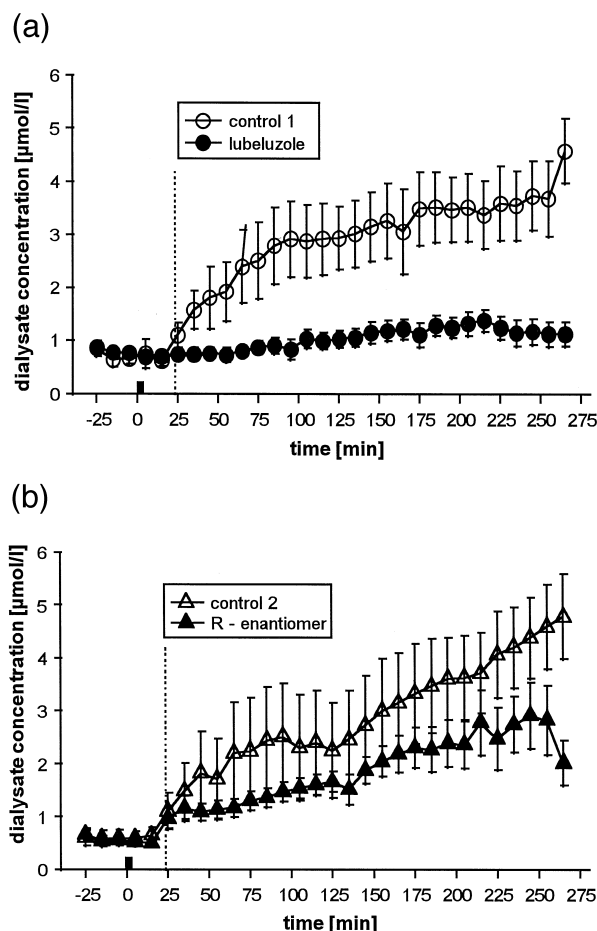 (a)
6
5
4
3
2
1
0
dialysate concentration [µmol/l]
control 1
lubeluzole
-25 0 25 50 75 100 125 150 175 200 225 250 275
time [min]
(b)
6
5
4
3
2
1
0
dialysate concentration [µmol/l]
control 2
R - enantiomer
-25 0 25 50 75 100 125 150 175 200 225 250 275
time [min]